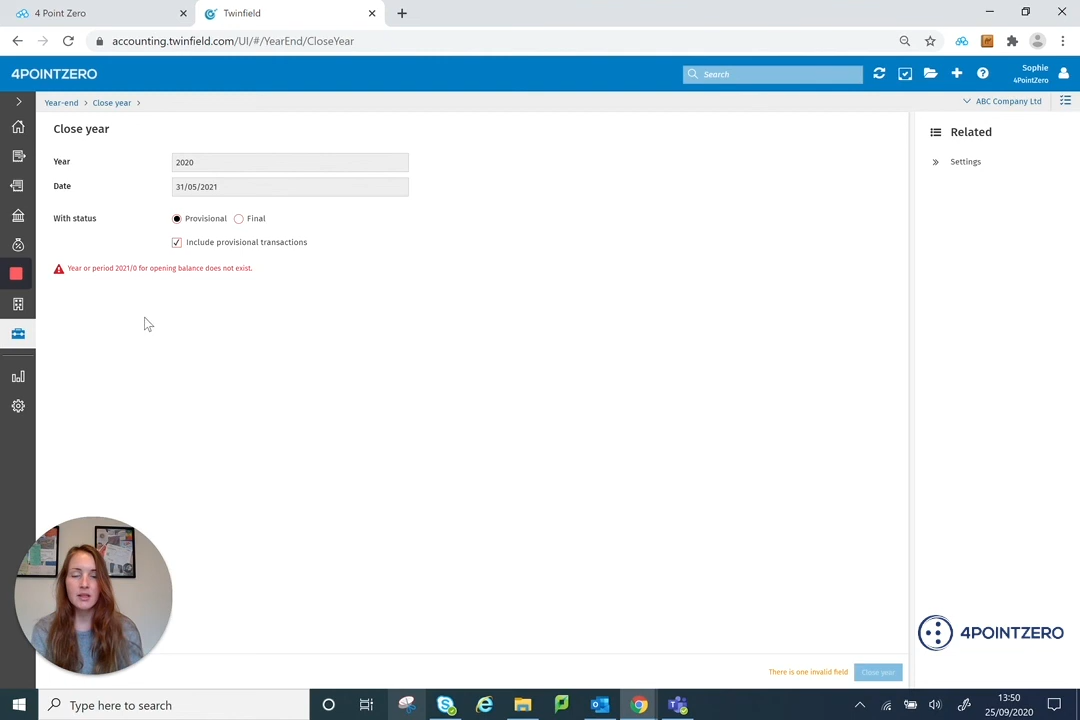 4 Point Zero
Twinfield
accounting.twinfield.com/UI/#/YearEnd/CloseYear
4POINTZERO
Search
Sophie
4PointZero
Year-end
Close year
ABC Company Ltd
Close year
Related
Year
2020
Settings
Date
31/05/2021
With status
Provisional
Final
Include provisional transactions
Year or period 2021/0 for opening balance does not exist.
4POINTZERO
There is one invalid field
Close year
Type here to search
13:50
25/09/2020